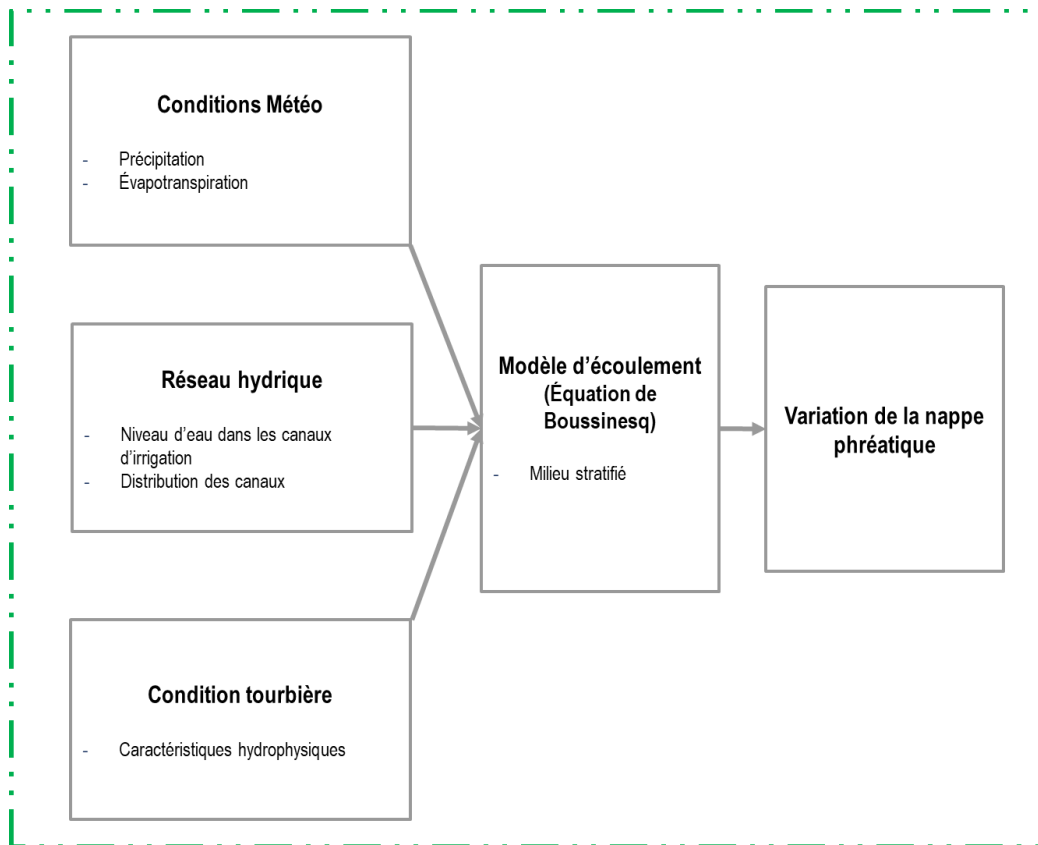 Conditions Météo
- Précipitation
- Évapotranspiration
Réseau hydrique
- Niveau d’eau dans les canaux
d’irrigation
- Distribution des canaux
Condition tourbière
- Caractéristiques hydrophysiques
Modèle d’écoulement
(Équation de
Boussinesq)
- Milieu stratifié
Variation de la nappe
phréatique